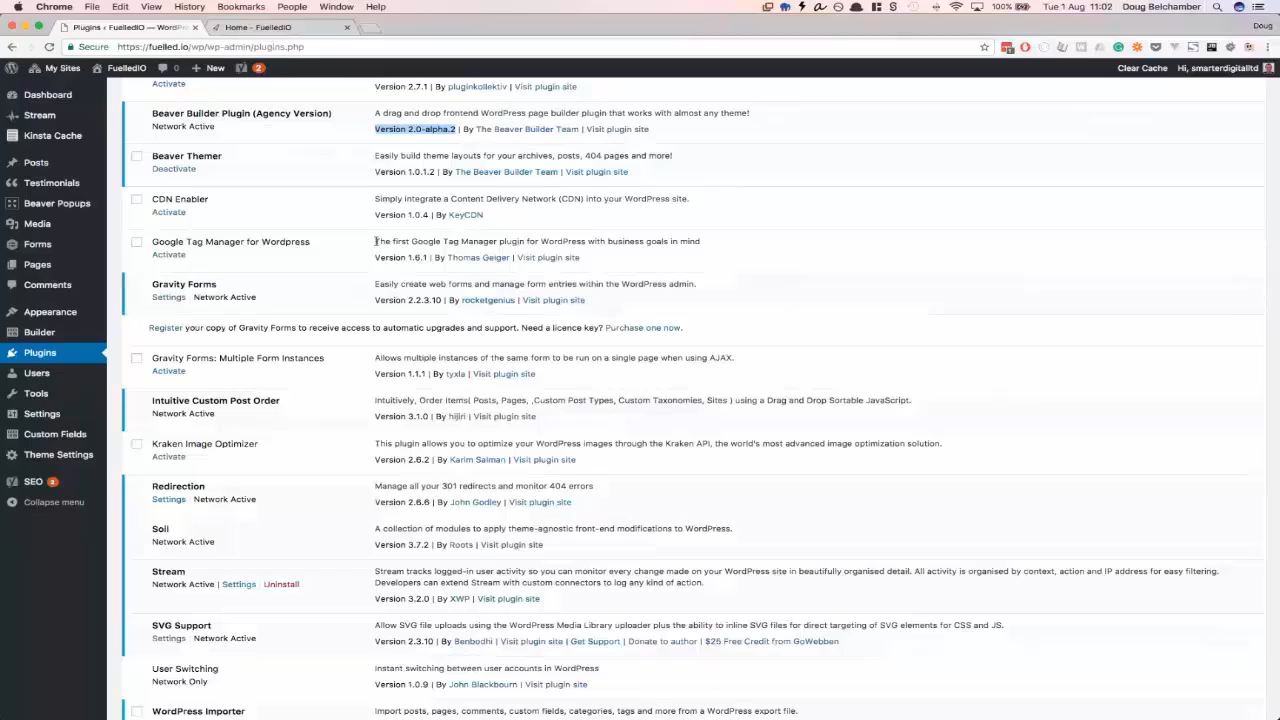 Chrome File Edit View History Bookmarks People Window Help 100% Tue 1 Aug 11:02 Doug Belchamber
Plugins ‹ FuelledIO — WordPre Home – FuelledIO Doug
Secure https://fuelled.io/wp/wp-admin/plugins.php
My Sites FuelledIO 0 New 2 Clear Cache Hi, smarterdigitalltd
Dashboard
Stream
Kinsta Cache
Posts
Testimonials
Beaver Popups
Media
Forms
Pages
Comments
Appearance
Builder
Plugins
Users
Tools
Settings
Custom Fields
Theme Settings
SEO 3
Collapse menu
Activate
Version 2.7.1 | By pluginkollektiv | Visit plugin site
Beaver Builder Plugin (Agency Version)
Network Active
A drag and drop frontend WordPress page builder plugin that works with almost any theme!
Version 2.0-alpha.2 | By The Beaver Builder Team | Visit plugin site
Beaver Themer
Deactivate
Easily build theme layouts for your archives, posts, 404 pages and more!
Version 1.0.1.2 | By The Beaver Builder Team | Visit plugin site
CDN Enabler
Activate
Simply integrate a Content Delivery Network (CDN) into your WordPress site.
Version 1.0.4 | By KeyCDN
Google Tag Manager for Wordpress
Activate
The first Google Tag Manager plugin for WordPress with business goals in mind
Version 1.6.1 | By Thomas Geiger | Visit plugin site
Gravity Forms
Settings Network Active
Easily create web forms and manage form entries within the WordPress admin.
Version 2.2.3.10 | By rocketgenius | Visit plugin site
Register your copy of Gravity Forms to receive access to automatic upgrades and support. Need a licence key? Purchase one now.
Gravity Forms: Multiple Form Instances
Activate
Allows multiple instances of the same form to be run on a single page when using AJAX.
Version 1.1.1 | By tyxla | Visit plugin site
Intuitive Custom Post Order
Network Active
Intuitively, Order Items( Posts, Pages, ,Custom Post Types, Custom Taxonomies, Sites ) using a Drag and Drop Sortable JavaScript.
Version 3.1.0 | By hijiri | Visit plugin site
Kraken Image Optimizer
Activate
This plugin allows you to optimize your WordPress images through the Kraken API, the world's most advanced image optimization solution.
Version 2.6.2 | By Karim Salman | Visit plugin site
Redirection
Settings Network Active
Manage all your 301 redirects and monitor 404 errors
Version 2.6.6 | By John Godley | Visit plugin site
Soil
Network Active
A collection of modules to apply theme-agnostic front-end modifications to WordPress.
Version 3.7.2 | By Roots | Visit plugin site
Stream
Network Active | Settings Uninstall
Stream tracks logged-in user activity so you can monitor every change made on your WordPress site in beautifully organised detail. All activity is organised by context, action and IP address for easy filtering.
Developers can extend Stream with custom connectors to log any kind of action.
Version 3.2.0 | By XWP | Visit plugin site
SVG Support
Settings Network Active
Allow SVG file uploads using the WordPress Media Library uploader plus the ability to inline SVG files for direct targeting of SVG elements for CSS and JS.
Version 2.3.10 | By Benbodhi | Visit plugin site | Get Support | Donate to author | $25 Free Credit from GoWebben
User Switching
Network Only
Instant switching between user accounts in WordPress
Version 1.0.9 | By John Blackbourn | Visit plugin site
WordPress Importer
Import posts, pages, comments, custom fields, categories, tags and more from a WordPress export file.